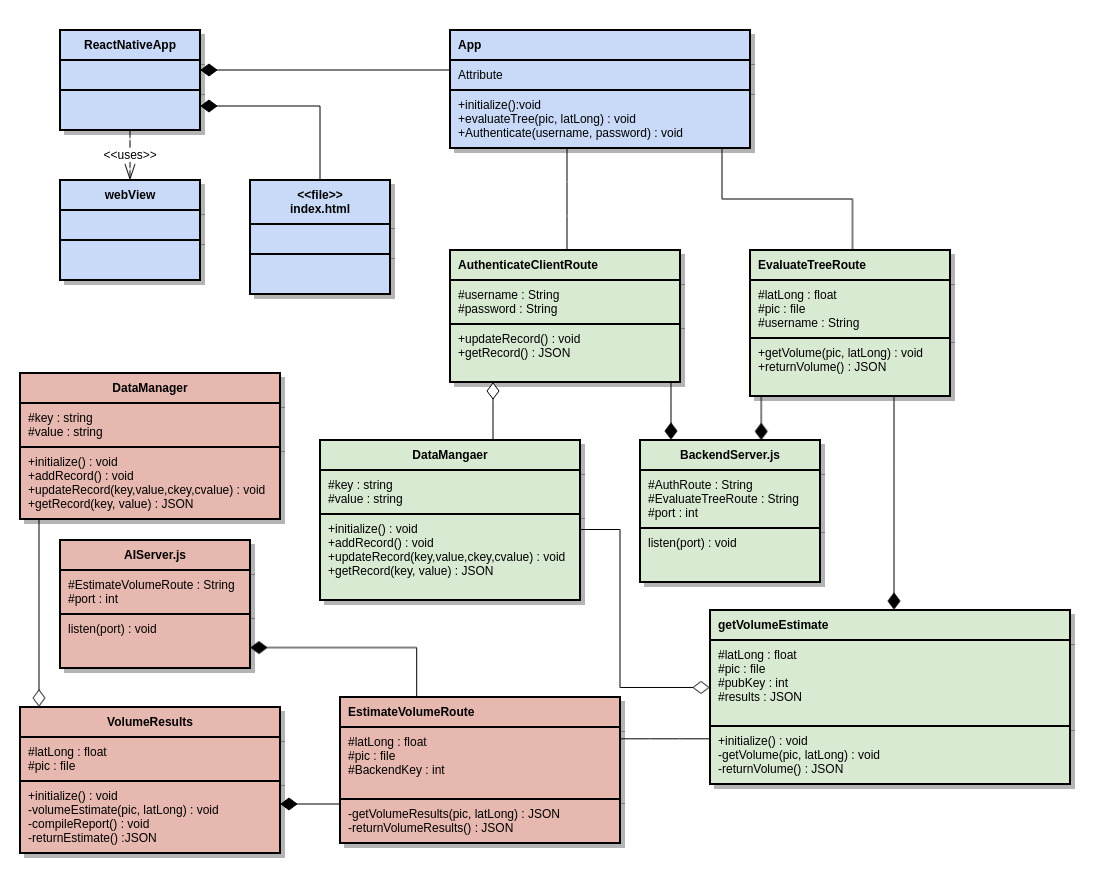 ReactNativeApp
<<uses>>
webView
<<file>>
index.html
App
Attribute
+initialize():void
+evaluateTree(pic, latLong) : void
+Authenticate(username, password) : void
AuthenticateClientRoute
#username : String
#password : String
+updateRecord() : void
+getRecord() : JSON
EvaluateTreeRoute
#latLong : float
#pic : file
#username : String
+getVolume(pic, latLong) : void
+returnVolume() : JSON
DataManager
#key : string
#value : string
+initialize() : void
+addRecord() : void
+updateRecord(key,value,ckey,cvalue) : void
+getRecord(key, value) : JSON
DataMangaer
#key : string
#value : string
+initialize() : void
+addRecord() : void
+updateRecord(key,value,ckey,cvalue) : void
+getRecord(key, value) : JSON
BackendServer.js
#AuthRoute : String
#EvaluateTreeRoute : String
#port : int
listen(port) : void
AIServer.js
#EstimateVolumeRoute : String
#port : int
listen(port) : void
getVolumeEstimate
#latLong : float
#pic : file
#pubKey : int
#results : JSON
+initialize() : void
-getVolume(pic, latLong) : void
-returnVolume() : JSON
VolumeResults
#latLong : float
#pic : file
+initialize() : void
-volumeEstimate(pic, latLong) : void
-compileReport() : void
-returnEstimate() :JSON
EstimateVolumeRoute
#latLong : float
#pic : file
#BackendKey : int
-getVolumeResults(pic, latLong) : JSON
-returnVolumeResults() : JSON